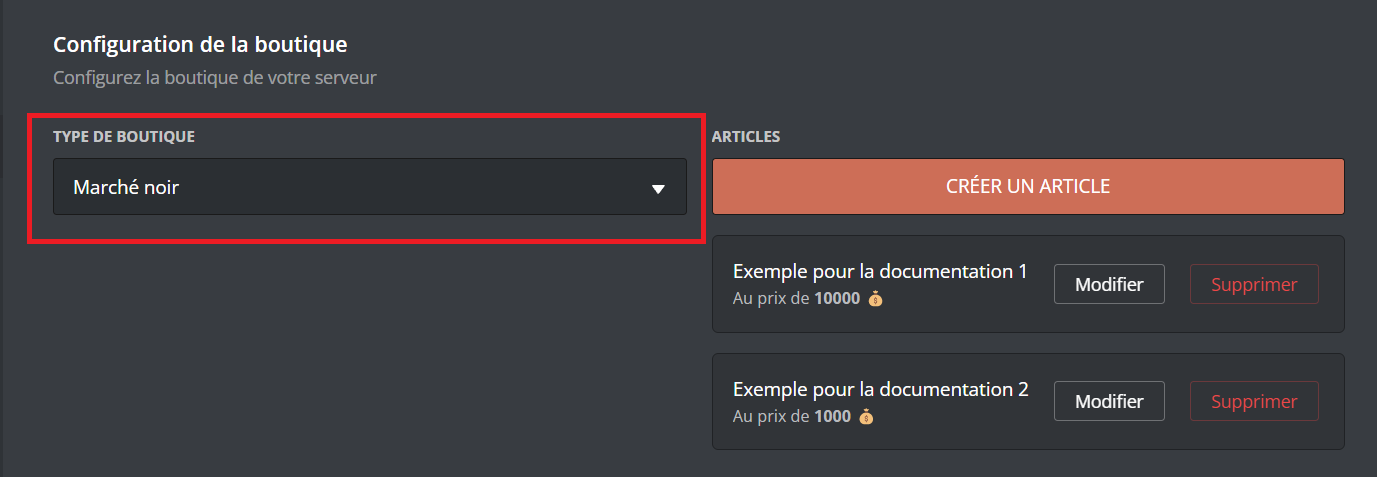 Configuration de la boutique
Configurez la boutique de votre serveur
TYPE DE BOUTIQUE
Marché noir
ARTICLES
CRÉER UN ARTICLE
Exemple pour la documentation 1
Au prix de 10000
Modifier
Supprimer
Exemple pour la documentation 2
Au prix de 1000
Modifier
Supprimer